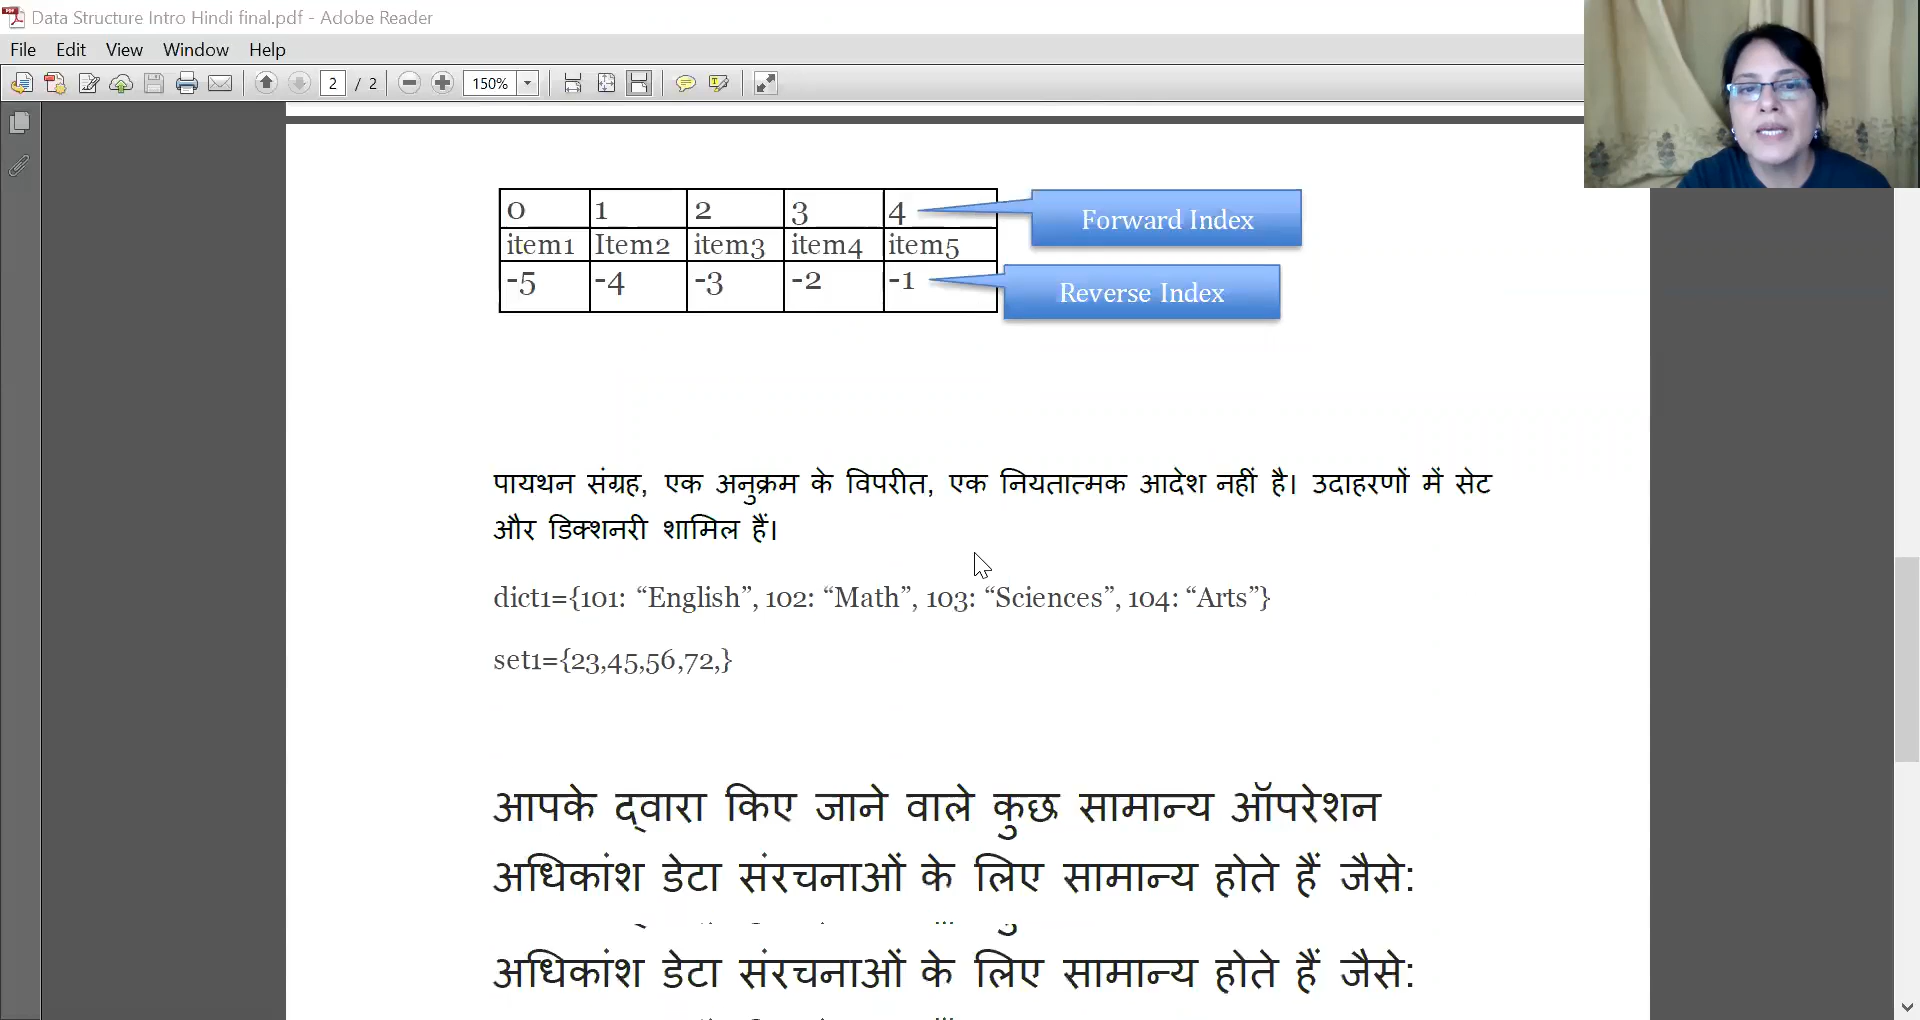 Data Structure Intro Hindi final.pdf - Adobe Reader
File Edit View Window Help
2 / 2 150%
0 1 2 3 4
Forward Index
item1 Item2 item3 item4 item5
-5 -4 -3 -2 -1
Reverse Index
पायथन संग्रह, एक अनुक्रम के विपरीत, एक नियतात्मक आदेश नहीं है। उदाहरणों में सेट
और डिक्शनरी शामिल हैं।
dict1={101: “English”, 102: “Math”, 103: “Sciences”, 104: “Arts”}
set1={23,45,56,72,}
आपके द्वारा किए जाने वाले कुछ सामान्य ऑपरेशन
अधिकांश डेटा संरचनाओं के लिए सामान्य होते हैं जैसे:
अधिकांश डेटा संरचनाओं के लिए सामान्य होते हैं जैसे: